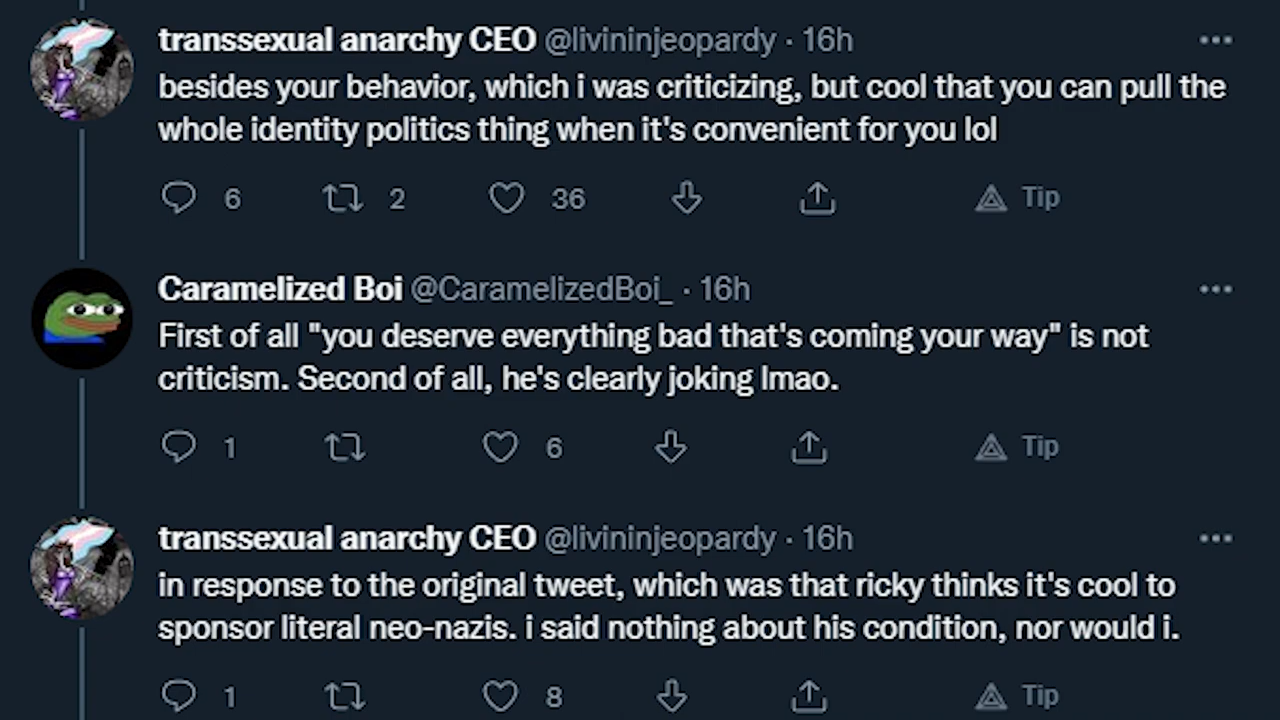 transsexual anarchy CEO @livininjeopardy · 16h
besides your behavior, which i was criticizing, but cool that you can pull the
whole identity politics thing when it's convenient for you lol
6 2 36 Tip
Caramelized Boi @CaramelizedBoi_ · 16h
First of all "you deserve everything bad that's coming your way" is not
criticism. Second of all, he's clearly joking lmao.
1 6 Tip
transsexual anarchy CEO @livininjeopardy · 16h
in response to the original tweet, which was that ricky thinks it's cool to
sponsor literal neo-nazis. i said nothing about his condition, nor would i.
1 8 Tip